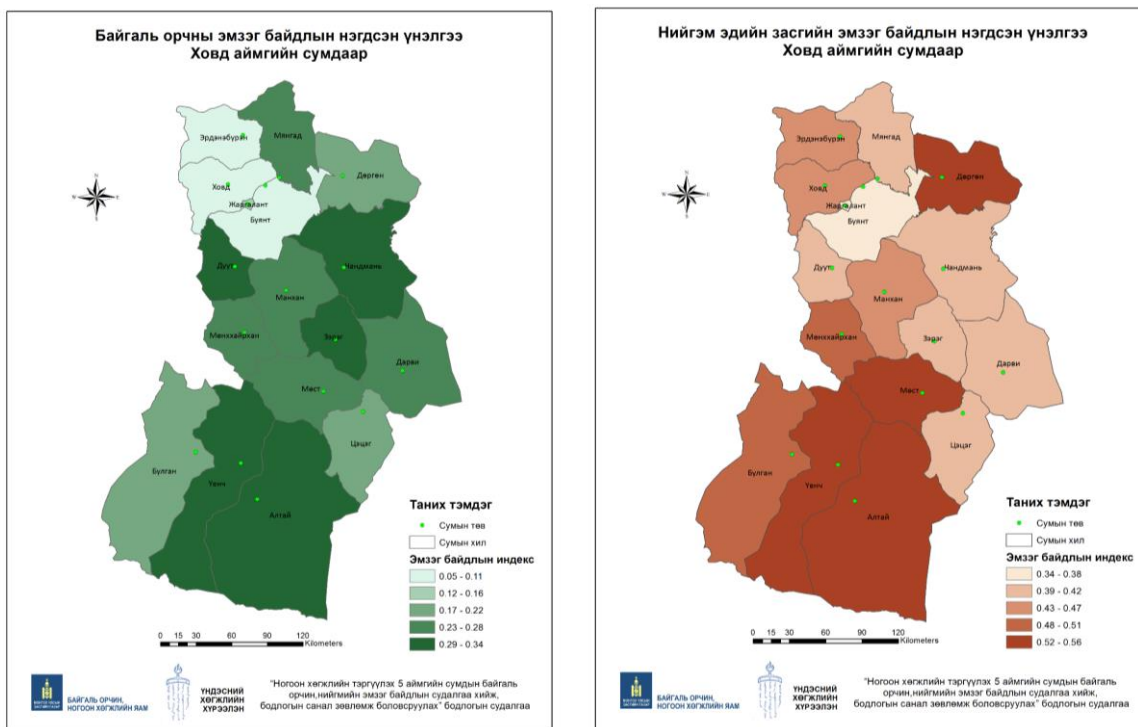 Байгаль орчны эмзэг байдлын нэгдсэн үнэлгээ
Ховд аймгийн сумдаар
Эрдэнэбүрэн
Мянгад
Ховд
Дөргөн
Жаргалант
Буянт
Дуут
Чандмань
Манхан
Мөнххайрхан
Зэрэг
Дарви
Мөст
Цэцэг
Булган
Үенч
Алтай
Таних тэмдэг
Сумын төв
Сумын хил
Эмзэг байдлын индекс
0.05 - 0.11
0.12 - 0.16
0.17 - 0.22
0.23 - 0.28
0.29 - 0.34
0 15 30 60 90 120
Kilometers
БАЙГАЛЬ ОРЧИН,
НОГООН ХӨГЖЛИЙН ЯАМ
ҮНДЭСНИЙ
ХӨГЖЛИЙН
ХҮРЭЭЛЭН
"Ногоон хөгжлийн тэргүүлэх 5 аймгийн сумдын байгаль
орчин,нийгмийн эмзэг байдлын судалгаа хийж,
бодлогын санал зөвлөмж боловсруулах" бодлогын судалгаа
Нийгэм эдийн засгийн эмзэг байдлын нэгдсэн үнэлгээ
Ховд аймгийн сумдаар
Эрдэнэбүрэн
Мянгад
Ховд
Дөргөн
Жаргалант
Буянт
Дуут
Чандмань
Манхан
Мөнххайрхан
Зэрэг
Дарви
Мөст
Цэцэг
Булган
Үенч
Алтай
Таних тэмдэг
Сумын төв
Сумын хил
Эмзэг байдлын индекс
0.34 - 0.38
0.39 - 0.42
0.43 - 0.47
0.48 - 0.51
0.52 - 0.56
0 15 30 60 90 120
Kilometers
БАЙГАЛЬ ОРЧИН,
НОГООН ХӨГЖЛИЙН ЯАМ
ҮНДЭСНИЙ
ХӨГЖЛИЙН
ХҮРЭЭЛЭН
"Ногоон хөгжлийн тэргүүлэх 5 аймгийн сумдын байгаль
орчин,нийгмийн эмзэг байдлын судалгаа хийж,
бодлогын санал зөвлөмж боловсруулах" бодлогын судалгаа